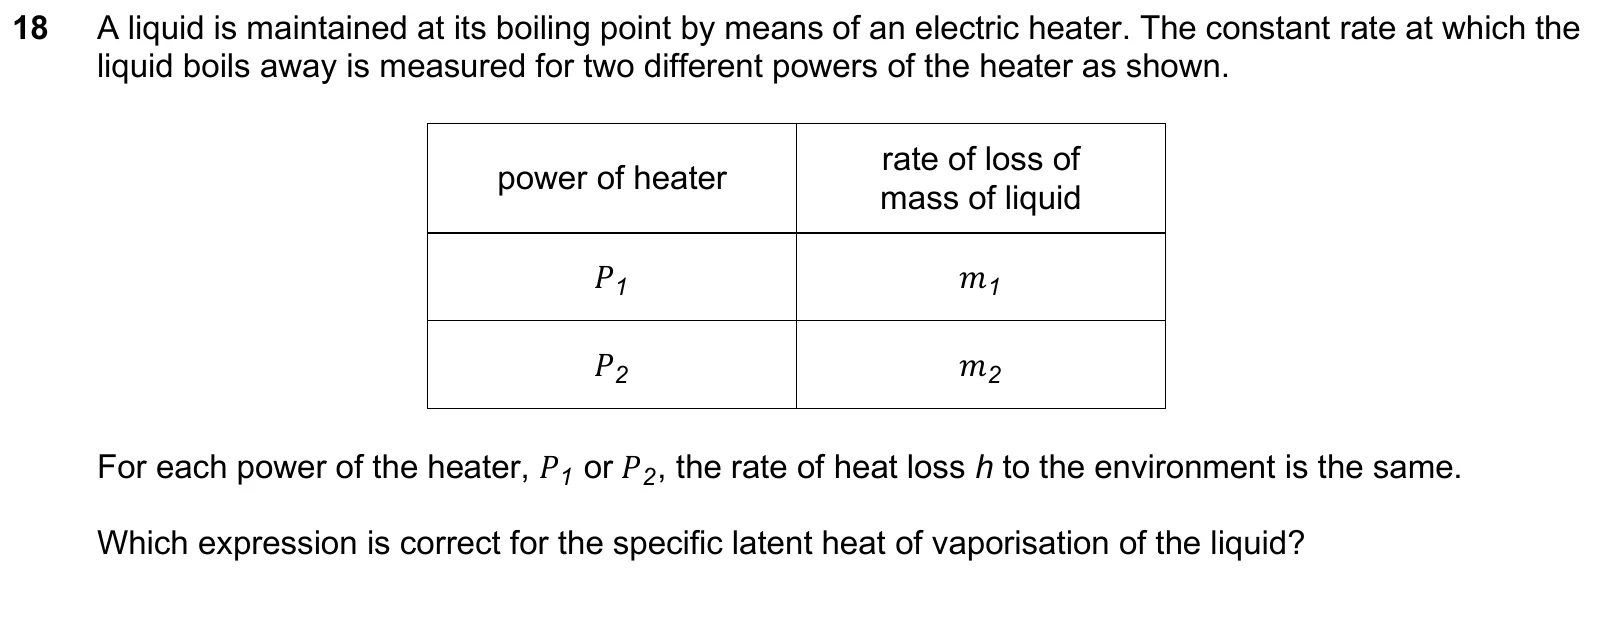 18 A liquid is maintained at its boiling point by means of an electric heater. The constant rate at which the
liquid boils away is measured for two different powers of the heater as shown.
power of heater
rate of loss of
mass of liquid
P₁
m₁
P₂
m₂
For each power of the heater, P₁ or P₂, the rate of heat loss h to the environment is the same.
Which expression is correct for the specific latent heat of vaporisation of the liquid?